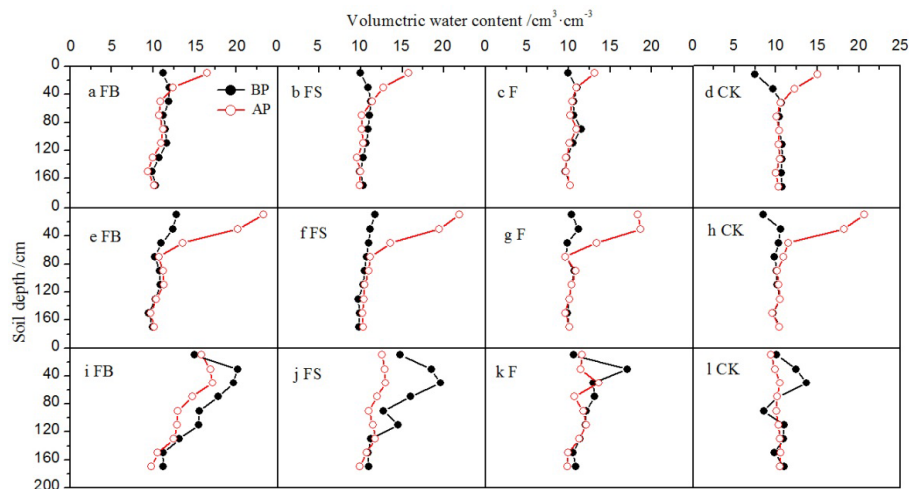 Volumctric water content /cm³·cm⁻³
0 5 10 15 20 0 5 10 15 20 0 5 10 15 20 0 5 10 15 20 25
0
40
80
120
160
0
40
80
120
160
0
40
80
120
160
200
Soil depth /cm
a FB
BP
AP
b FS
c F
d CK
e FB
f FS
g F
h CK
i FB
j FS
k F
l CK